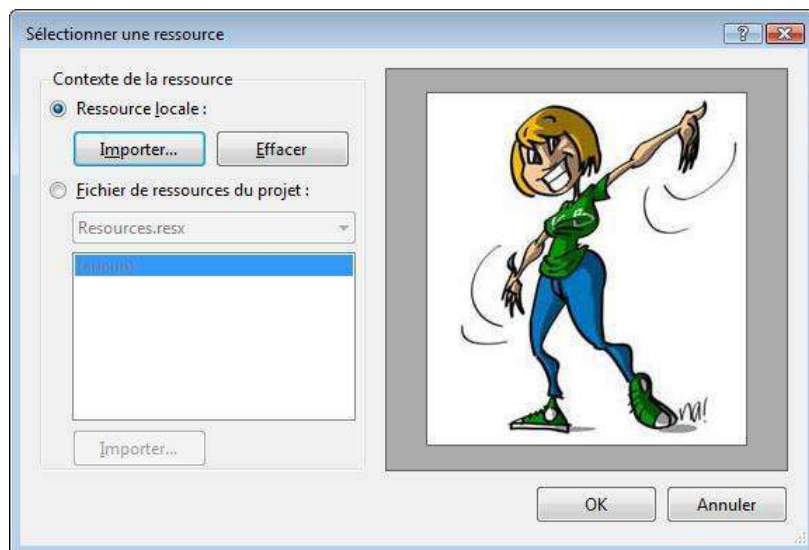 Sélectionner une ressource
Contexte de la ressource
Ressource locale :
Importer...
Effacer
Fichier de ressources du projet :
Resources.resx
(aucun)
Importer...
na!
OK
Annuler